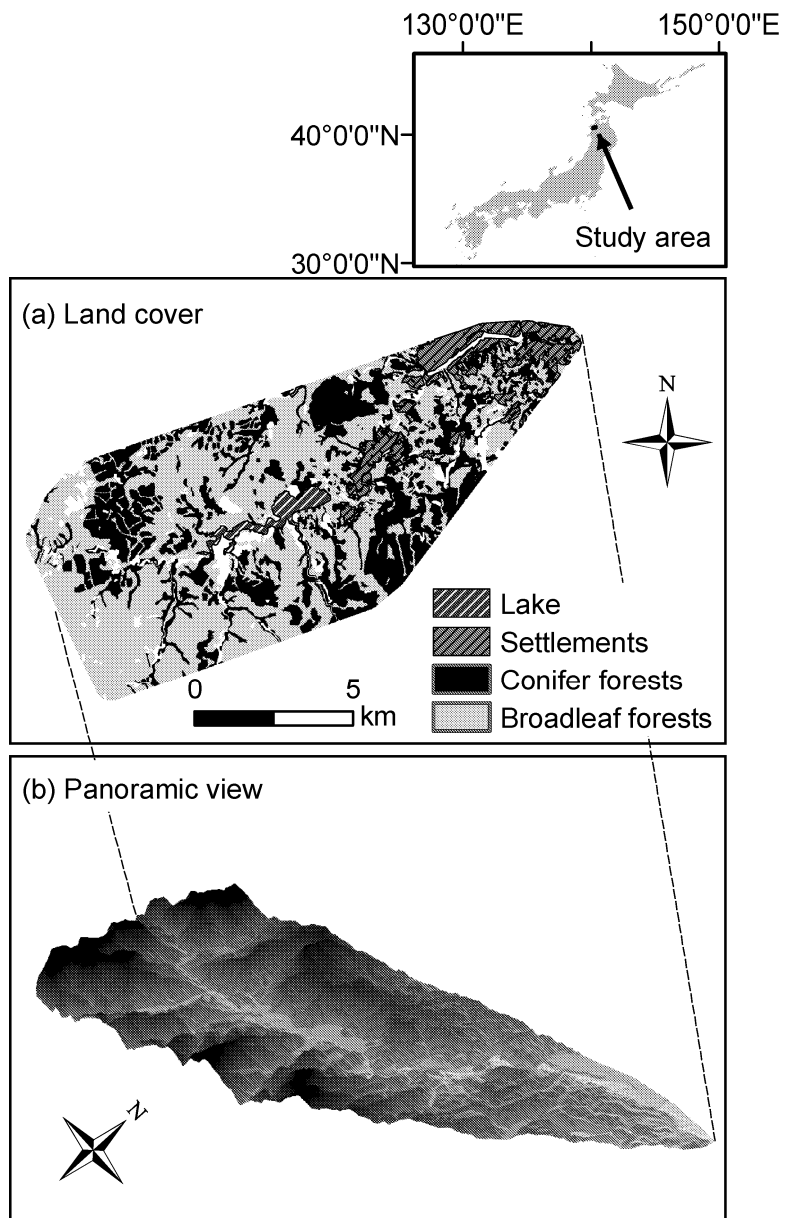 130°0'0"E
150°0'0"E
40°0'0"N
Study area
30°0'0"N
(a) Land cover
N
Lake
Settlements
0 5
Conifer forests
km
Broadleaf forests
(b) Panoramic view
N